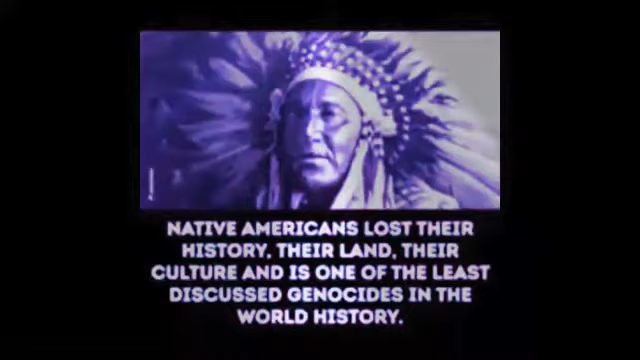 NATIVE AMERICANS LOST THEIR
HISTORY, THEIR LAND, THEIR
CULTURE AND IS ONE OF THE LEAST
DISCUSSED GENOCIDES IN THE
WORLD HISTORY.